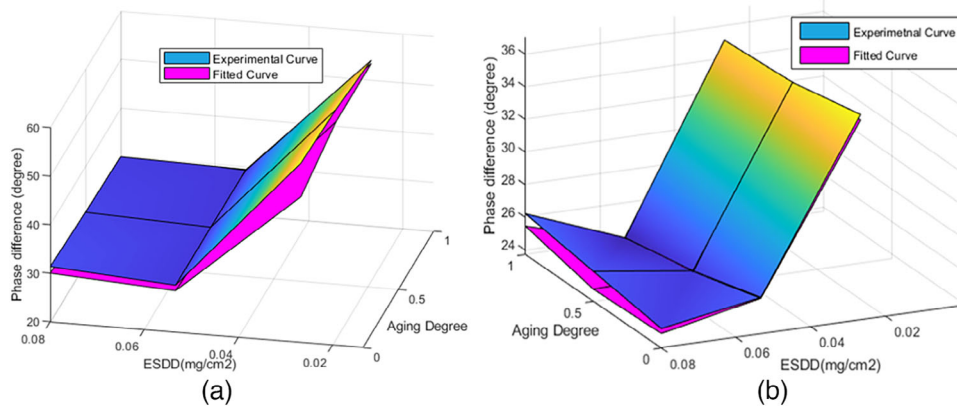 Experimental Curve
Fitted Curve
60
50
40
30
20
Phase difference (degree)
0.08
0.06
0.04
0.02
ESDD(mg/cm2)
0
0.5
1
Aging Degree
(a)
Experimetnal Curve
Fitted Curve
36
34
32
30
28
26
24
Phase difference (degree)
1
0.5
0
Aging Degree
0.08
0.06
0.04
0.02
ESDD(mg/cm2)
(b)